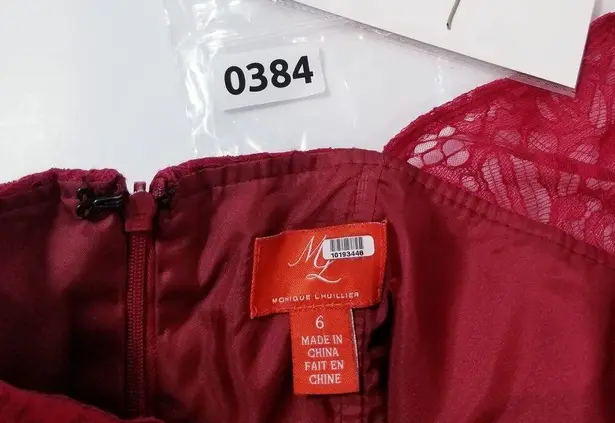 0384
ML
10193448
MONIQUE LHUILLIER
6
MADE IN
CHINA
FAIT EN
CHINE